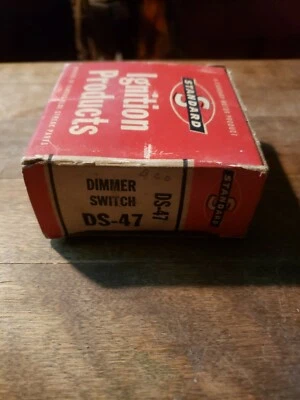 STANDARD
S
Ignition
Products
DIMMER
SWITCH
DS-47
DS-47
STANDARD
S